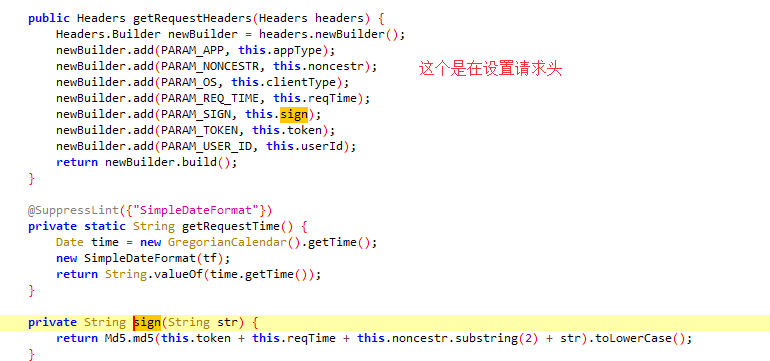 public Headers getRequestHeaders(Headers headers) {
Headers.Builder newBuilder = headers.newBuilder();
newBuilder.add(PARAM_APP, this.appType);
newBuilder.add(PARAM_NONCESTR, this.noncestr);
这个是在设置请求头
newBuilder.add(PARAM_OS, this.clientType);
newBuilder.add(PARAM_REQ_TIME, this.reqTime);
newBuilder.add(PARAM_SIGN, this.sign);
newBuilder.add(PARAM_TOKEN, this.token);
newBuilder.add(PARAM_USER_ID, this.userId);
return newBuilder.build();
}
@SuppressLint({"SimpleDateFormat"})
private static String getRequestTime() {
Date time = new GregorianCalendar().getTime();
new SimpleDateFormat(tf);
return String.valueOf(time.getTime());
}
private String sign(String str) {
return Md5.md5(this.token + this.reqTime + this.noncestr.substring(2) + str).toLowerCase();
}